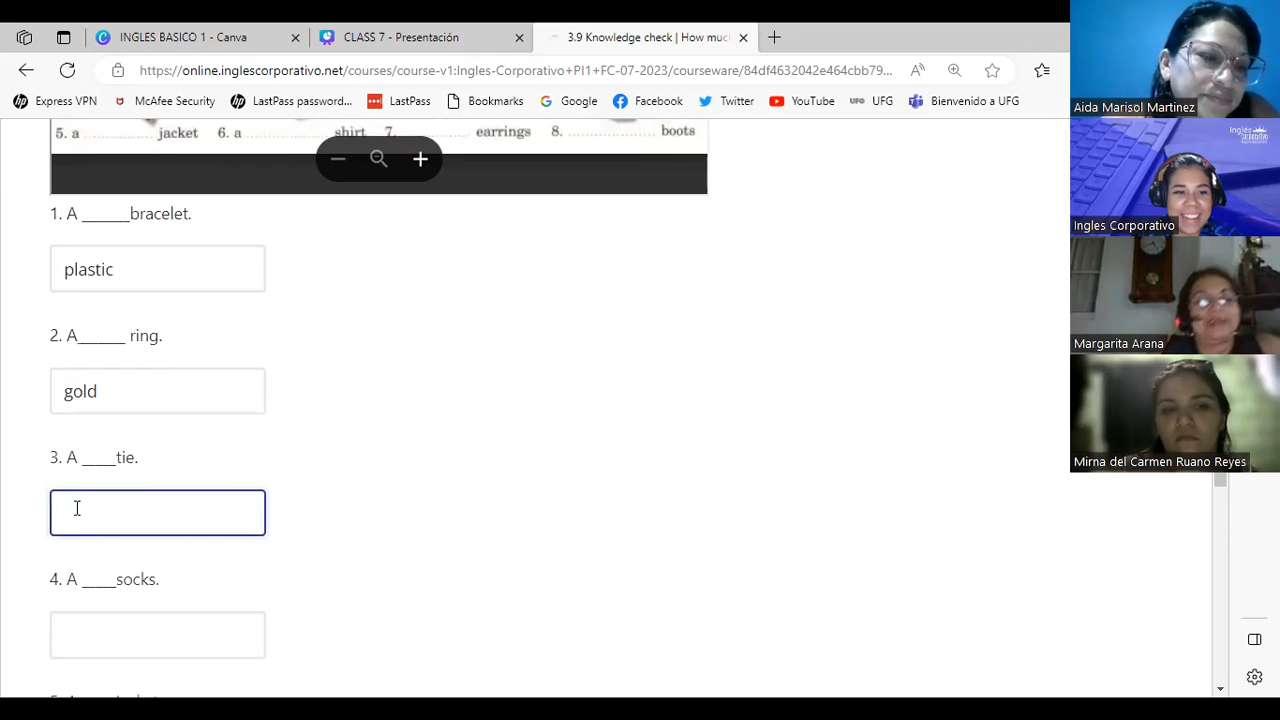 INGLES BASICO 1 - Canva
CLASS 7 - Presentación
3.9 Knowledge check | How muc
https://online.inglescorporativo.net/courses/course-v1:Ingles-Corporativo+PI1+FC-07-2023/courseware/84df4632042e464cbb79...
Express VPN
McAfee Security
LastPass password...
LastPass
Bookmarks
Google
Facebook
Twitter
YouTube
UFG
Bienvenido a UFG
5. a .............. jacket 6. a .............. shirt 7. .............. earrings 8. .............. boots
1. A ______bracelet.
plastic
2. A______ ring.
gold
3. A ____tie.
4. A ____socks.
Aida Marisol Martinez
Ingles CORPORATIVO
Ingles Corporativo
Margarita Arana
Mirna del Carmen Ruano Reyes